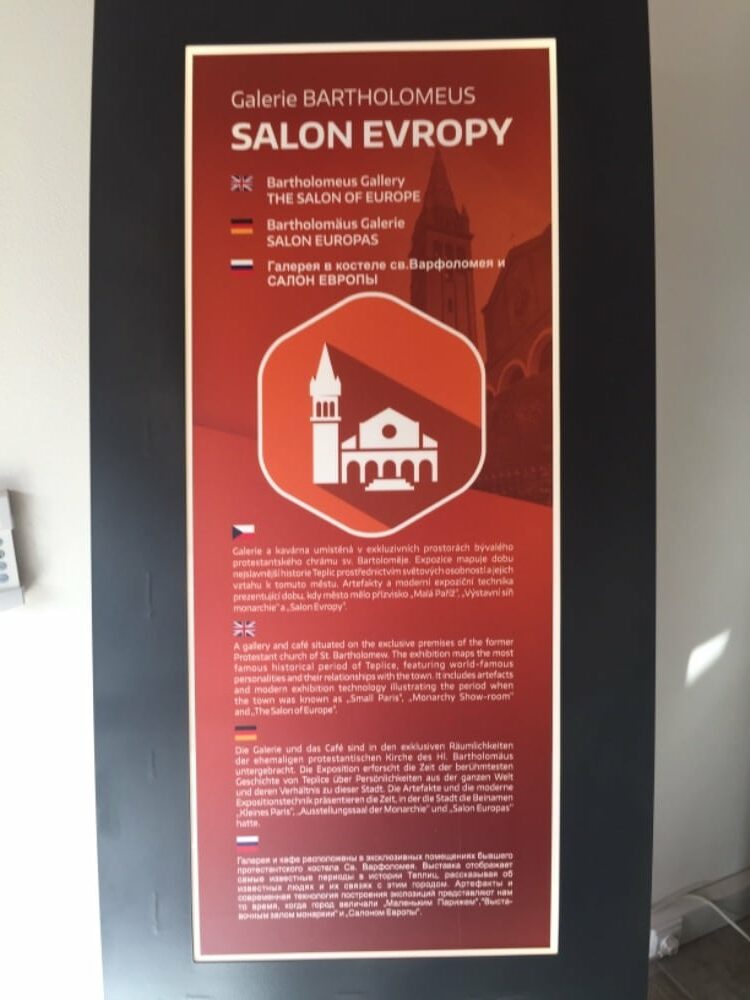 Galerie BARTHOLOMEUS
SALON EVROPY
Bartholomeus Gallery
THE SALON OF EUROPE
Bartholomäus Galerie
SALON EUROPAS
Галерея в костеле св.Варфоломея и
САЛОН ЕВРОПЫ
Galerie a kavárna umístěná v exkluzivních prostorách bývalého
protestantského chrámu sv. Bartoloměje. Expozice mapuje dobu
nejslavnější historie Teplic prostřednictvím světových osobností a jejich
vztahu k tomuto městu. Artefakty a moderní expoziční technika
prezentující dobu, kdy město mělo přízvisko „Malá Paříž", „Výstavní síň
monarchie" a „Salon Evropy".
A gallery and café situated on the exclusive premises of the former
Protestant church of St. Bartholomew. The exhibition maps the most
famous historical period of Teplice, featuring world-famous
personalities and their relationships with the town. It includes artefacts
and modern exhibition technology illustrating the period when
the town was known as „Small Paris", „Monarchy Show-room"
and „The Salon of Europe".
Die Galerie und das Café sind in den exklusiven Räumlichkeiten
der ehemaligen protestantischen Kirche des Hl. Bartholomäus
untergebracht. Die Exposition erforscht die Zeit der berühmtesten
Geschichte von Teplice über Persönlichkeiten aus der ganzen Welt
und deren Verhältnis zu dieser Stadt. Die Artefakte und die moderne
Expositionstechnik präsentieren die Zeit, in der die Stadt die Beinamen
„Kleines Paris", „Ausstellungssaal der Monarchie" und „Salon Europas"
hatte.
Галерея и кафе расположены в эксклюзивных помещениях бывшего
протестантского костела Св. Варфоломея. Выставка отображает
самые известные периоды в истории Теплиц, рассказывая об
известных людях и их связях с этим городом. Артефакты и
современная технология построения экспозиций представляют нам
то время, когда город величали „Маленьким Парижем","Выста-
вочным залом монархии" и „Салоном Европы".